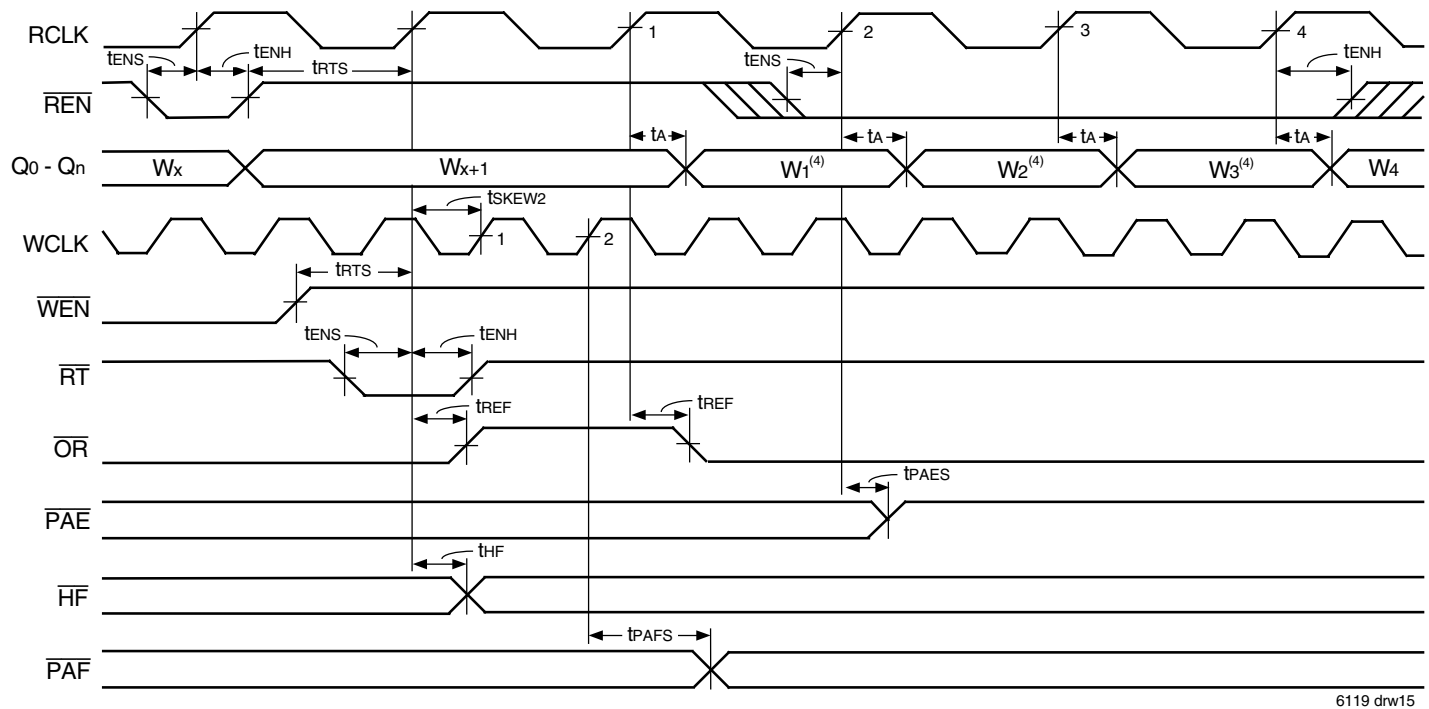 RCLK
1
2
3
4
tENS
tENH
tRTS
tENS
tENH
REN
tA
tA
tA
tA
Q0 - Qn
Wx
Wx+1
W1(4)
W2(4)
W3(4)
W4
tSKEW2
WCLK
1
2
tRTS
WEN
tENS
tENH
RT
tREF
tREF
OR
tPAES
PAE
tHF
HF
tPAFS
PAF
6119 drw15